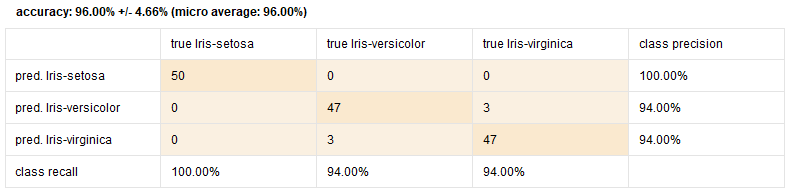 accuracy: 96.00% +/- 4.66% (micro average: 96.00%)
true Iris-setosa true Iris-versicolor true Iris-virginica class precision
pred. Iris-setosa 50 0 0 100.00%
pred. Iris-versicolor 0 47 3 94.00%
pred. Iris-virginica 0 3 47 94.00%
class recall 100.00% 94.00% 94.00%